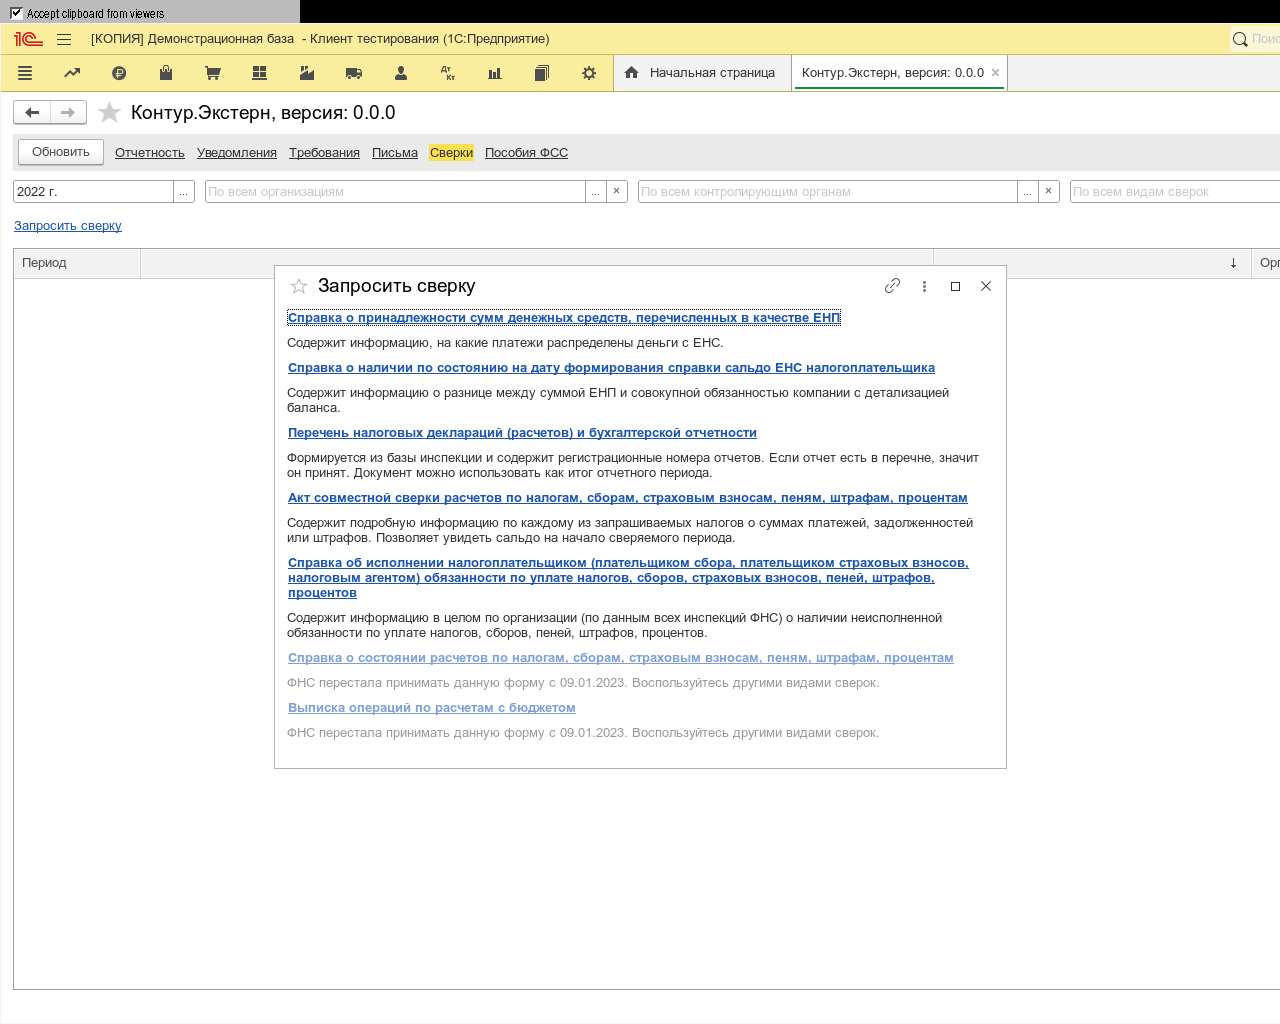 Accept clipboard from viewers
[КОПИЯ] Демонстрационная база - Клиент тестирования (1С:Предприятие)
Поис
Дт
Кт
Начальная страница
Контур.Экстерн, версия: 0.0.0
Контур.Экстерн, версия: 0.0.0
Обновить Отчетность Уведомления Требования Письма Сверки Пособия ФСС
2022 г. ... По всем организациям ... × По всем контролирующим органам ... × По всем видам сверок
Запросить сверку
Период ↓ Орг
Запросить сверку
Справка о принадлежности сумм денежных средств, перечисленных в качестве ЕНП
Содержит информацию, на какие платежи распределены деньги с ЕНС.
Справка о наличии по состоянию на дату формирования справки сальдо ЕНС налогоплательщика
Содержит информацию о разнице между суммой ЕНП и совокупной обязанностью компании с детализацией
баланса.
Перечень налоговых деклараций (расчетов) и бухгалтерской отчетности
Формируется из базы инспекции и содержит регистрационные номера отчетов. Если отчет есть в перечне, значит
он принят. Документ можно использовать как итог отчетного периода.
Акт совместной сверки расчетов по налогам, сборам, страховым взносам, пеням, штрафам, процентам
Содержит подробную информацию по каждому из запрашиваемых налогов о суммах платежей, задолженностей
или штрафов. Позволяет увидеть сальдо на начало сверяемого периода.
Справка об исполнении налогоплательщиком (плательщиком сбора, плательщиком страховых взносов,
налоговым агентом) обязанности по уплате налогов, сборов, страховых взносов, пеней, штрафов,
процентов
Содержит информацию в целом по организации (по данным всех инспекций ФНС) о наличии неисполненной
обязанности по уплате налогов, сборов, пеней, штрафов, процентов.
Справка о состоянии расчетов по налогам, сборам, страховым взносам, пеням, штрафам, процентам
ФНС перестала принимать данную форму с 09.01.2023. Воспользуйтесь другими видами сверок.
Выписка операций по расчетам с бюджетом
ФНС перестала принимать данную форму с 09.01.2023. Воспользуйтесь другими видами сверок.